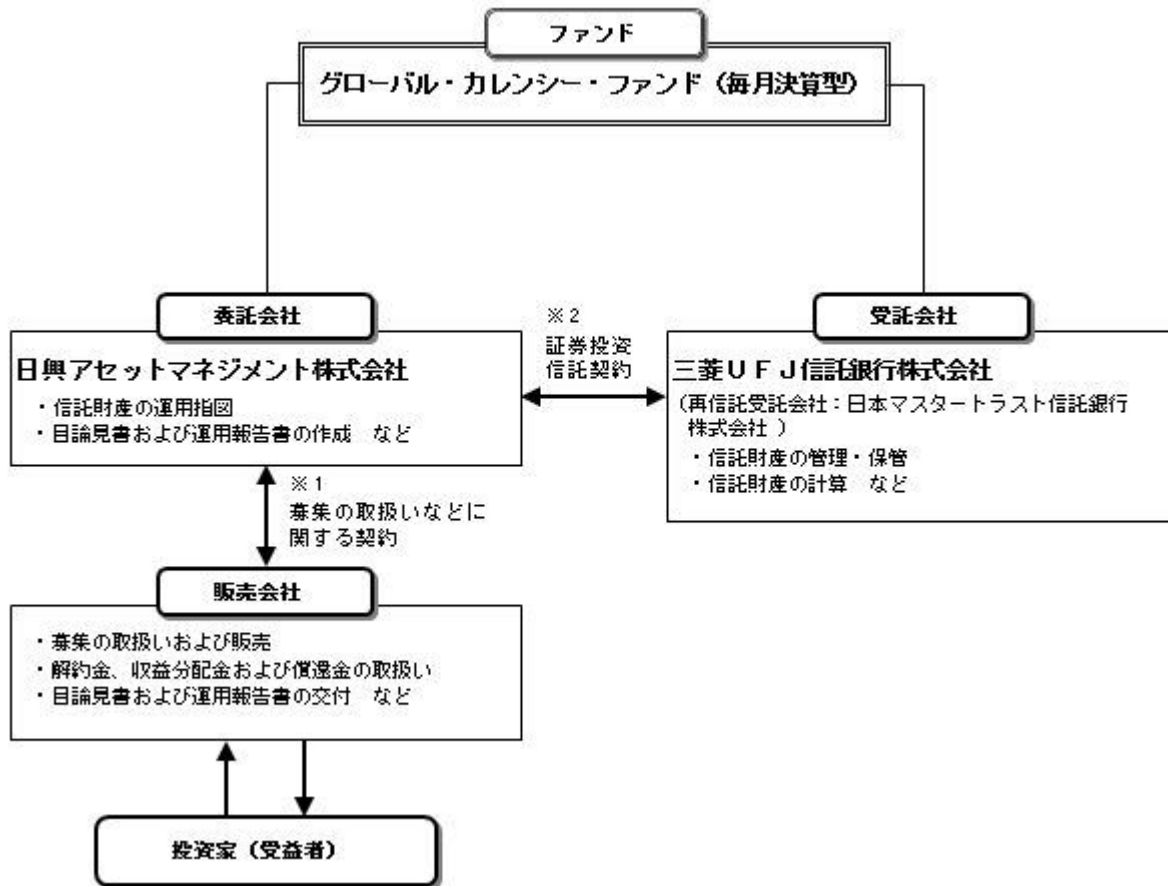 ファンド
グローバル・カレンシー・ファンド（毎月決算型）
委託会社
日興アセットマネジメント株式会社
・信託財産の運用指図
・目論見書および運用報告書の作成　など
※２
証券投資
信託契約
受託会社
三菱ＵＦＪ信託銀行株式会社
（再信託受託会社：日本マスタートラスト信託銀行
株式会社）
・信託財産の管理・保管
・信託財産の計算　など
※１
募集の取扱いなどに
関する契約
販売会社
・募集の取扱いおよび販売
・解約金、収益分配金および償還金の取扱い
・目論見書および運用報告書の交付　など
投資家（受益者）